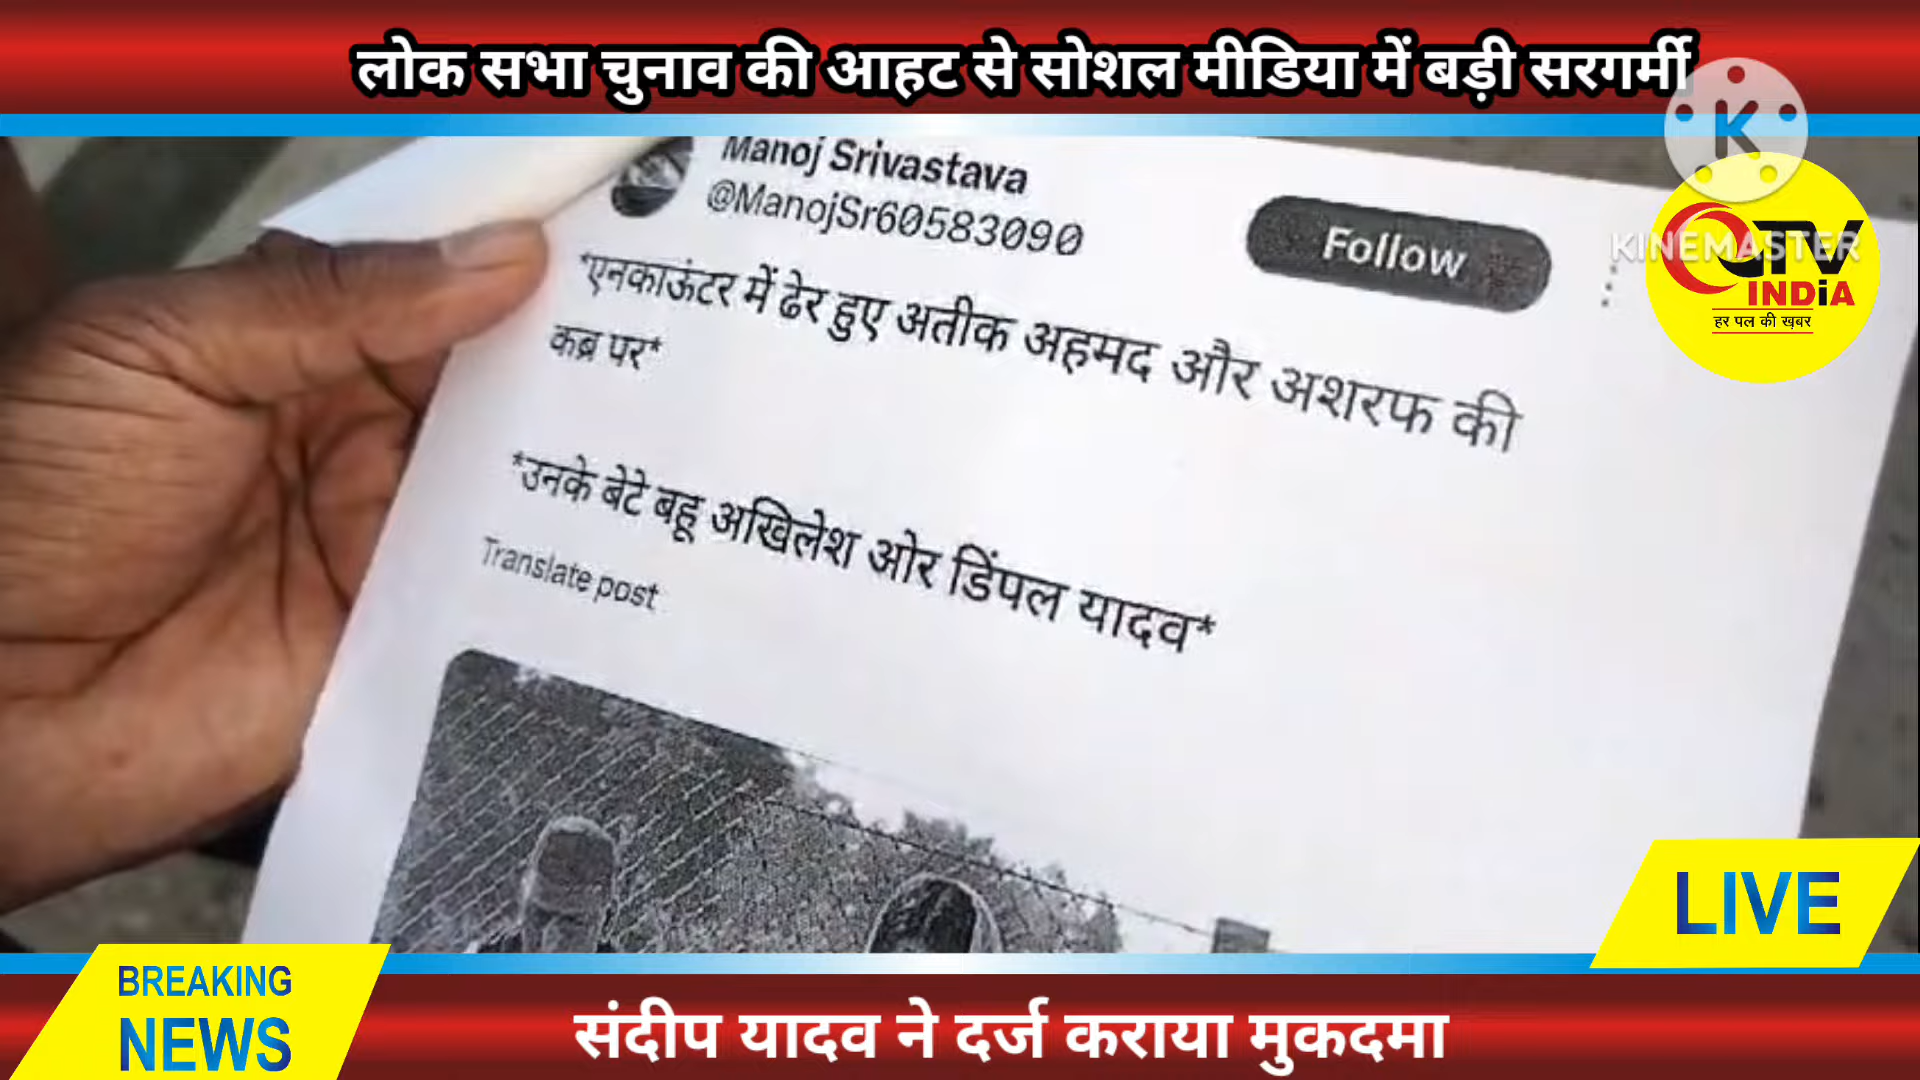 लोक सभा चुनाव की आहट से सोशल मीडिया में बड़ी सरगर्मी
K
KINEMASTER
QTV
INDiA
हर पल की ख़बर
Manoj Srivastava
@ManojSr60583090
Follow
*एनकाऊंटर में ढेर हुए अतीक अहमद और अशरफ की
कब्र पर*
*उनके बेटे बहू अखिलेश ओर डिंपल यादव*
Translate post
LIVE
BREAKING
NEWS
संदीप यादव ने दर्ज कराया मुकदमा